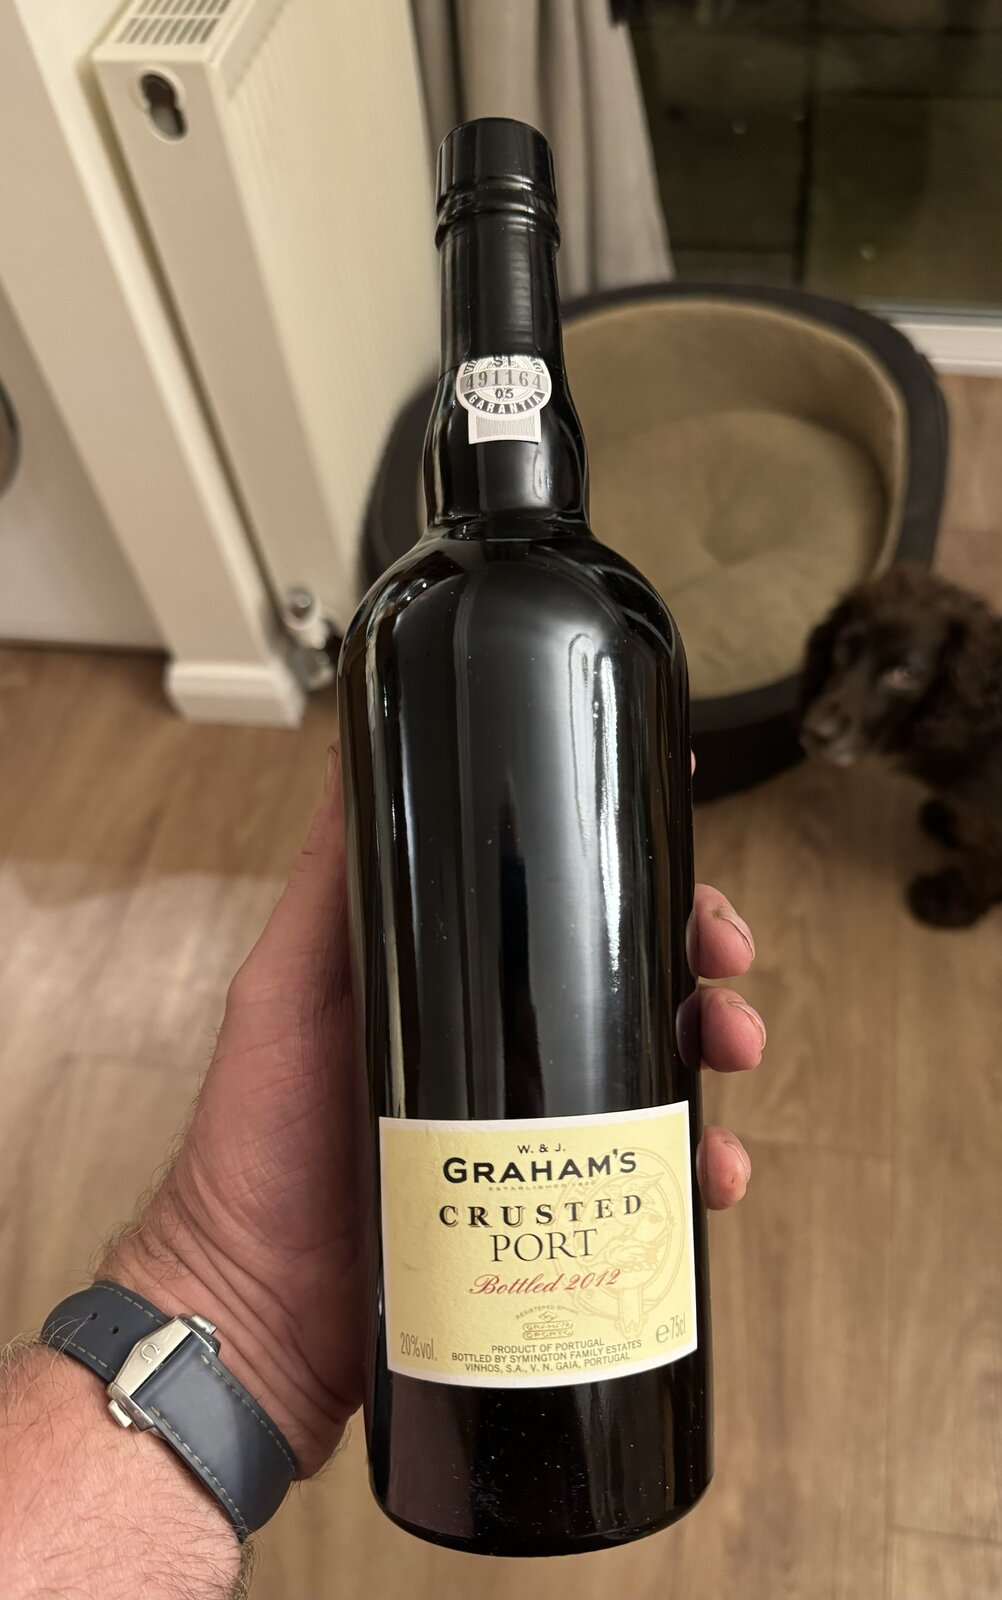 491164
05
GARANTIA
W. & J.
GRAHAM'S
CRUSTED
PORT
Bottled 2012
20%vol.
PRODUCT OF PORTUGAL
BOTTLED BY SYMINGTON FAMILY ESTATES
VINHOS, S.A., V. N. GAIA, PORTUGAL
e75cl